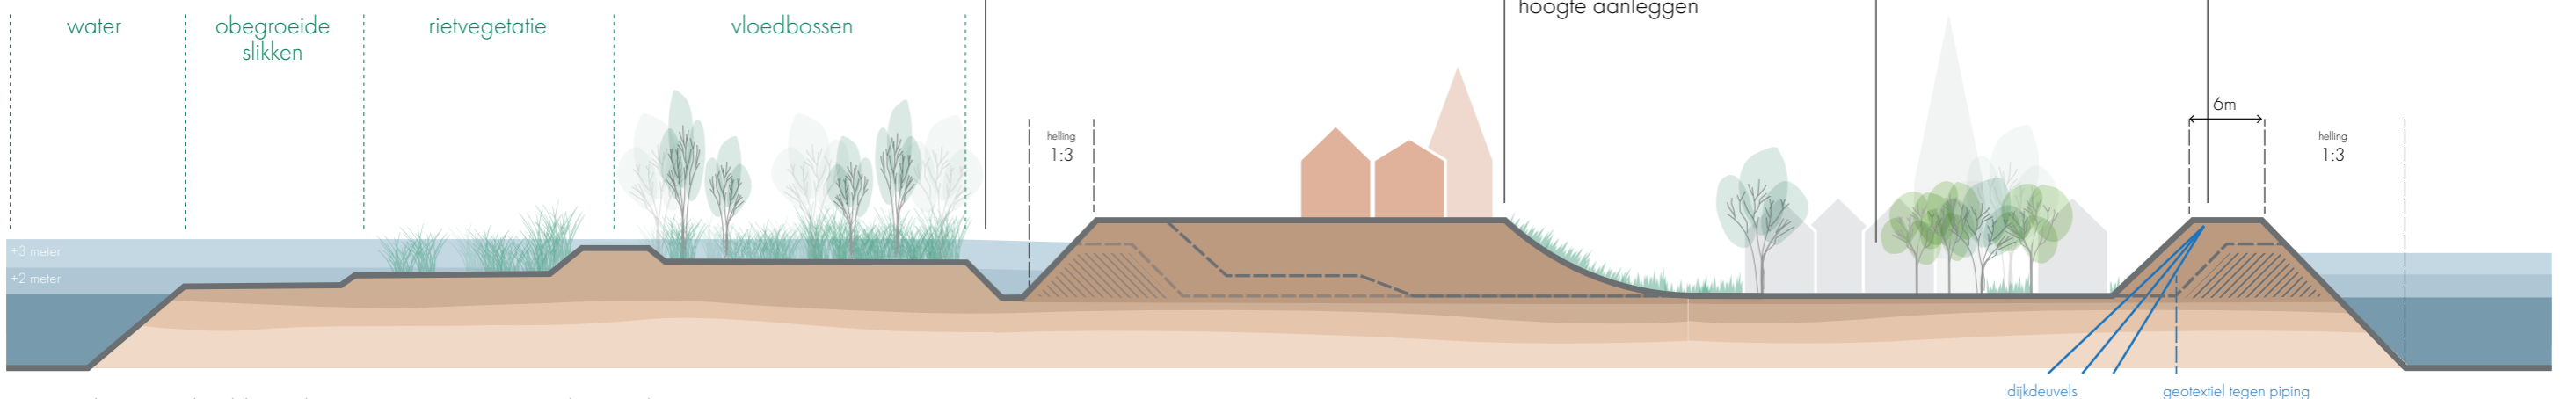 hoogte aanleggen
water
obegroeide
slikken
rietvegetatie
vloedbossen
6m
helling
1:3
helling
1:3
+3 meter
+2 meter
dijkdeuvels
geotextiel tegen piping